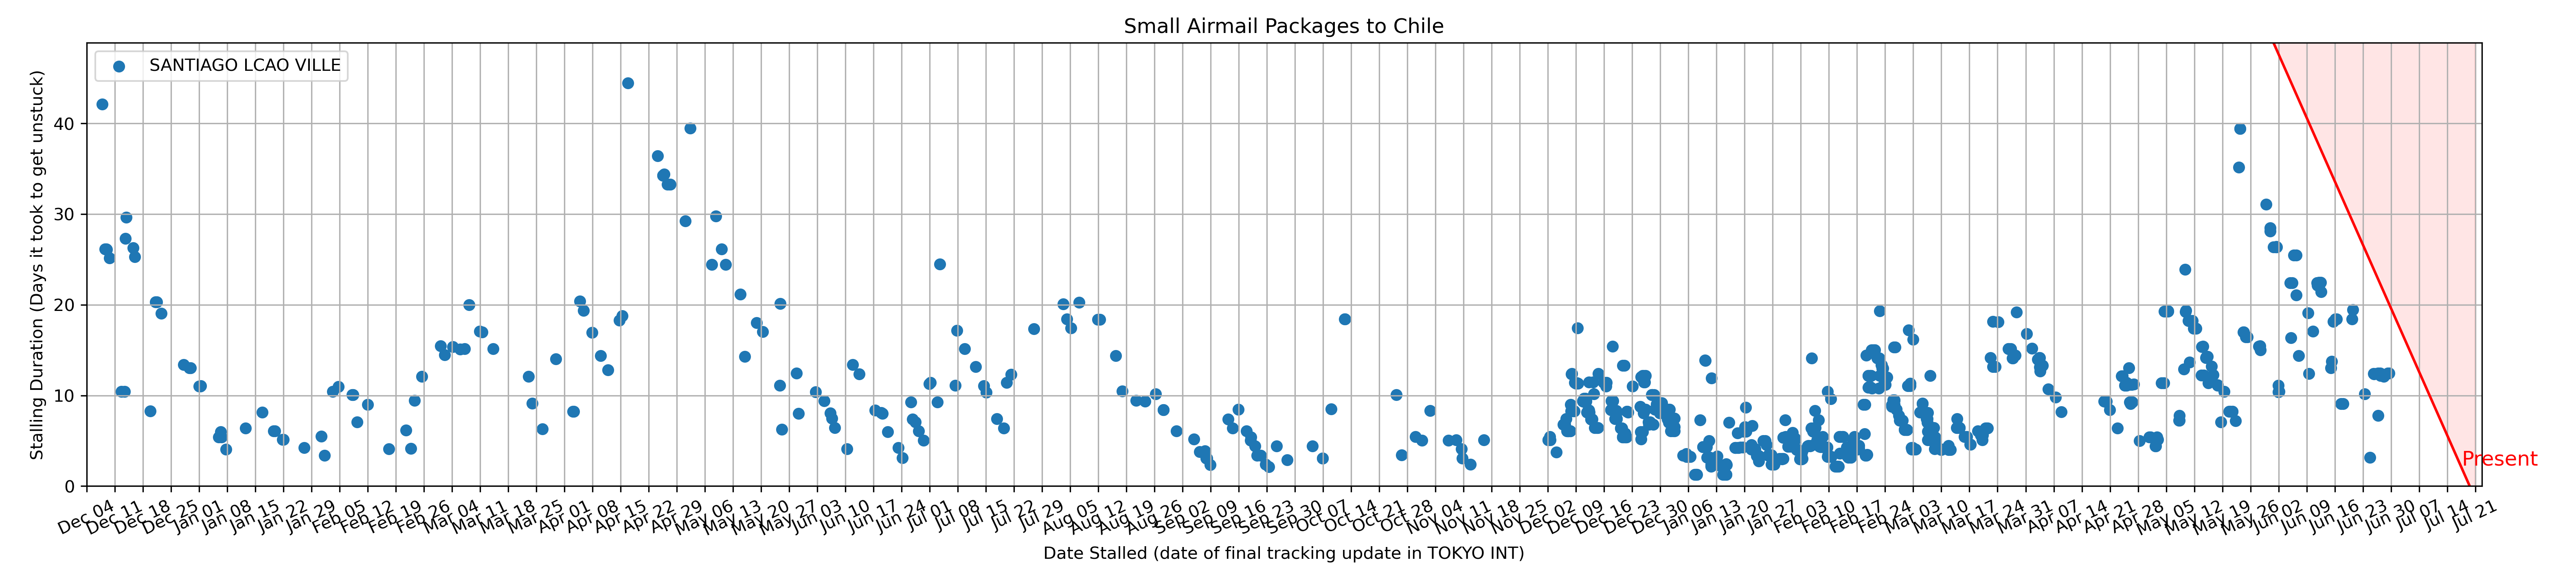 Small Airmail Packages to Chile
SANTIAGO LCAO VILLE
Stalling Duration (Days it took to get unstuck)
40
30
20
10
0
Present
Dec 04 Dec 11 Dec 18 Dec 25 Jan 01 Jan 08 Jan 15 Jan 22 Jan 29 Feb 05 Feb 12 Feb 19 Feb 26 Mar 04 Mar 11 Mar 18 Mar 25 Apr 01 Apr 08 Apr 15 Apr 22 Apr 29 May 06 May 13 May 20 May 27 Jun 03 Jun 10 Jun 17 Jun 24 Jul 01 Jul 08 Jul 15 Jul 22 Jul 29 Aug 05 Aug 12 Aug 19 Aug 26 Sep 02 Sep 09 Sep 16 Sep 23 Sep 30 Oct 07 Oct 14 Oct 21 Oct 28 Nov 04 Nov 11 Nov 18 Nov 25 Dec 02 Dec 09 Dec 16 Dec 23 Dec 30 Jan 06 Jan 13 Jan 20 Jan 27 Feb 03 Feb 10 Feb 17 Feb 24 Mar 03 Mar 10 Mar 17 Mar 24 Mar 31 Apr 07 Apr 14 Apr 21 Apr 28 May 05 May 12 May 19 May 26 Jun 02 Jun 09 Jun 16 Jun 23 Jun 30 Jul 07 Jul 14 Jul 21
Date Stalled (date of final tracking update in TOKYO INT)